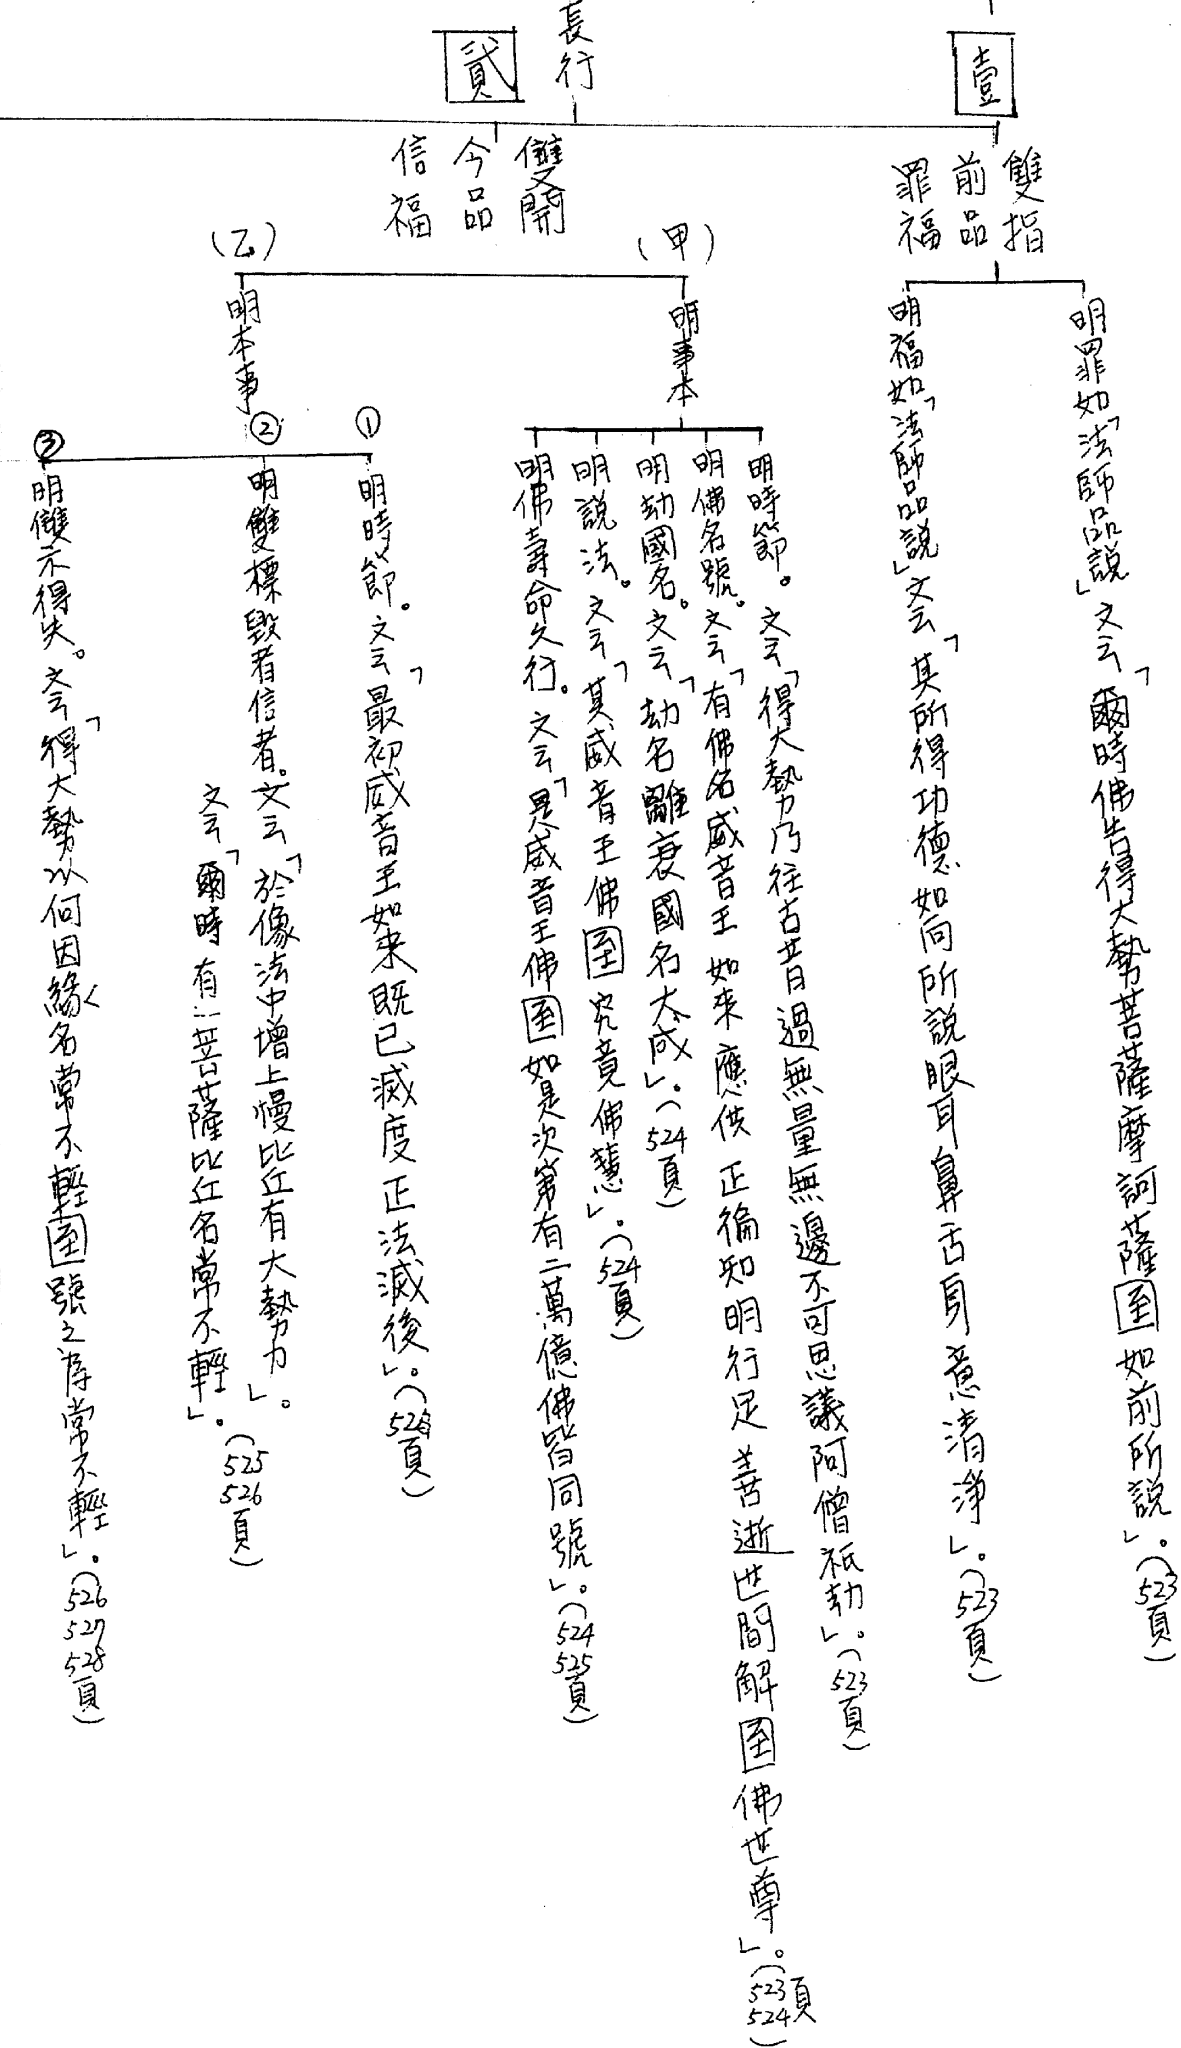 長行
壹
雙指
前品
罪福
明罪如「法師品說」文云「爾時佛告得大勢菩薩摩訶薩至如前所說」。(523頁)
明福如「法師品說」文云「其所得功德如向所說眼耳鼻舌身意清淨」。(523頁)
貳
雙開
今品
信福
(甲)
明事本
明時節。文云「得大勢乃往古昔過無量無邊不可思議阿僧祇劫」。(523頁)
明佛名號。文云「有佛名威音王如來應供正徧知明行足善逝世間解至佛世尊」。(523 524頁)
明劫國名。文云「劫名離衰國名大成」。(524頁)
明說法。文云「其威音王佛至究竟佛慧」。(524頁)
明佛壽命久行。文云「是威音王佛至如是次第有二萬億佛皆同號」。(524 525頁)
(乙)
明本事
① 明時節。文云「最初威音王如來既已滅度正法滅後」。(525頁)
② 明雙標毀者信者。文云「於像法中增上慢比丘有大勢力」。
文云「爾時有一菩薩比丘名常不輕」。(525 526頁)
③ 明雙示得失。文云「得大勢以何因緣名常不輕至號之為常不輕」。(526 527 528頁)